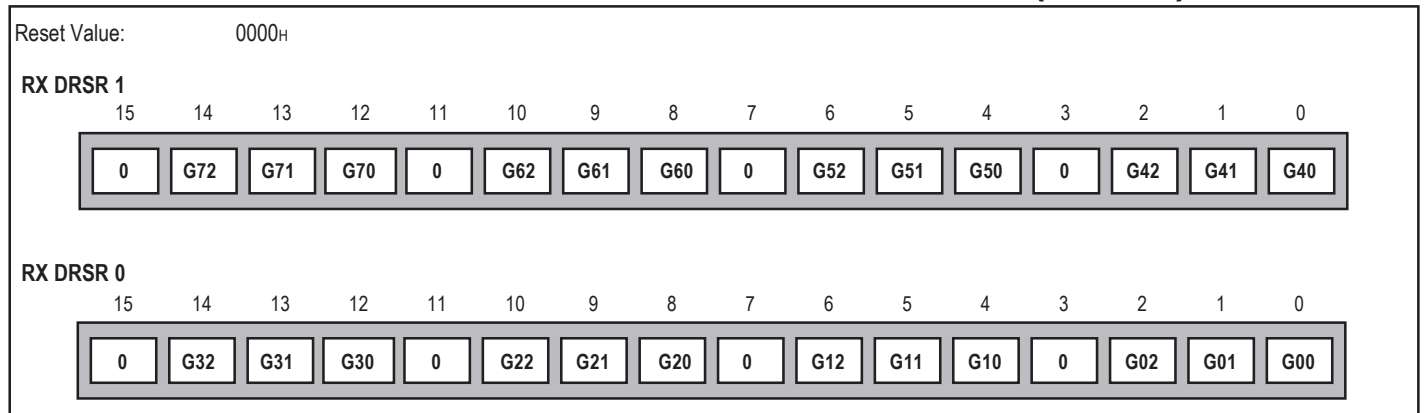 Reset Value: 0000H
RX DRSR 1
15 14 13 12 11 10 9 8 7 6 5 4 3 2 1 0
0 G72 G71 G70 0 G62 G61 G60 0 G52 G51 G50 0 G42 G41 G40
RX DRSR 0
15 14 13 12 11 10 9 8 7 6 5 4 3 2 1 0
0 G32 G31 G30 0 G22 G21 G20 0 G12 G11 G10 0 G02 G01 G00